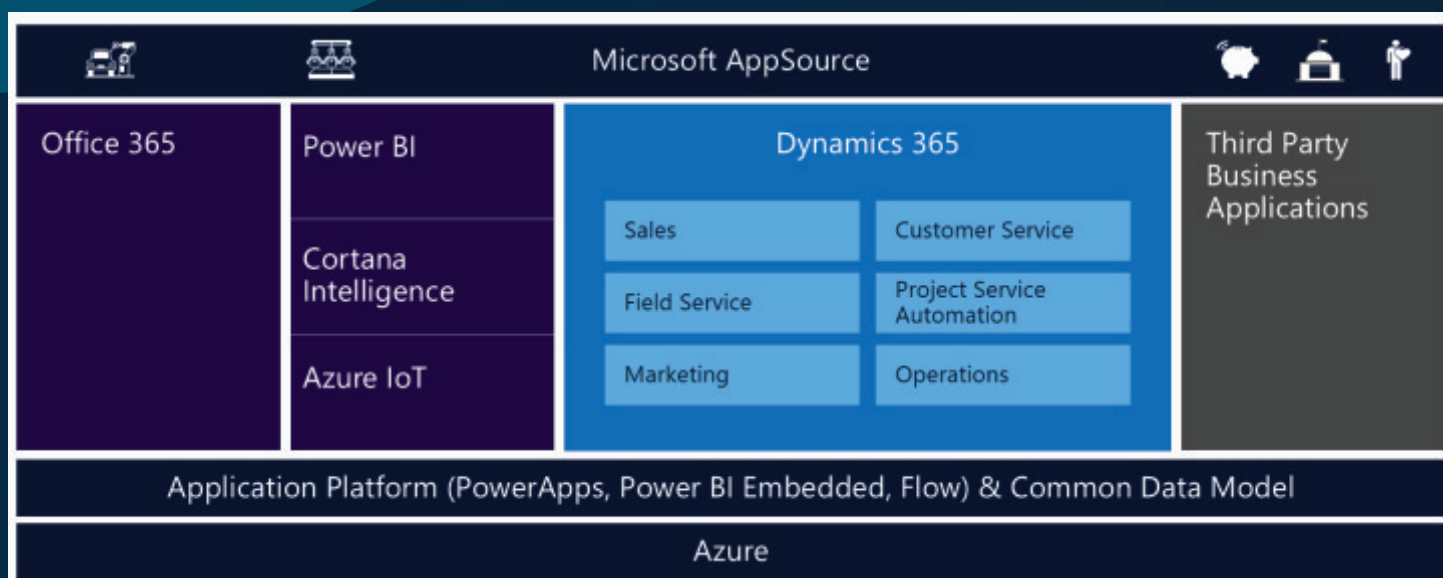 Microsoft AppSource
Office 365
Power BI
Cortana
Intelligence
Azure IoT
Dynamics 365
Sales
Customer Service
Field Service
Project Service
Automation
Marketing
Operations
Third Party
Business
Applications
Application Platform (PowerApps, Power BI Embedded, Flow) & Common Data Model
Azure